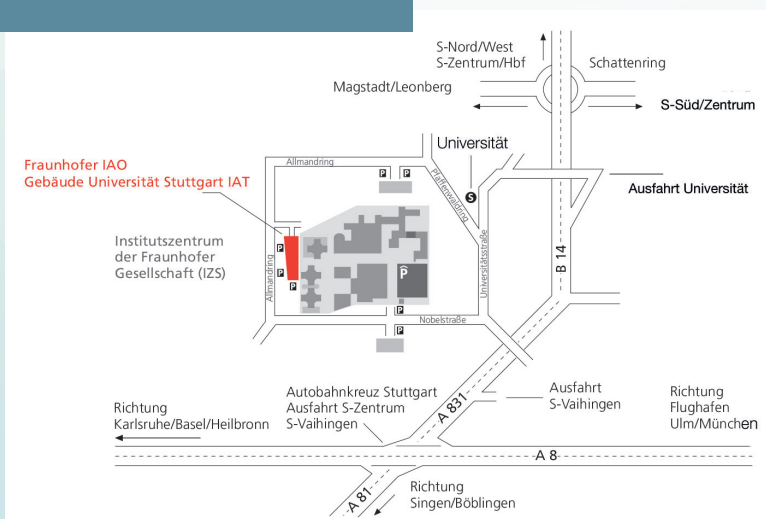 S-Nord/West
S-Zentrum/Hbf
Schattenring
Magstadt/Leonberg
S-Süd/Zentrum
Universität
Fraunhofer IAO
Gebäude Universität Stuttgart IAT
Allmandring
P
P
Pfaffenwaldring
S
Ausfahrt Universität
Institutszentrum
der Fraunhofer
Gesellschaft (IZS)
P
P
P
Allmandring
P
Universitätsstraße
B 14
P
Nobelstraße
P
Autobahnkreuz Stuttgart
Ausfahrt S-Zentrum
S-Vaihingen
A 831
Ausfahrt
S-Vaihingen
Richtung
Flughafen
Ulm/München
Richtung
Karlsruhe/Basel/Heilbronn
A 8
A 81
Richtung
Singen/Böblingen